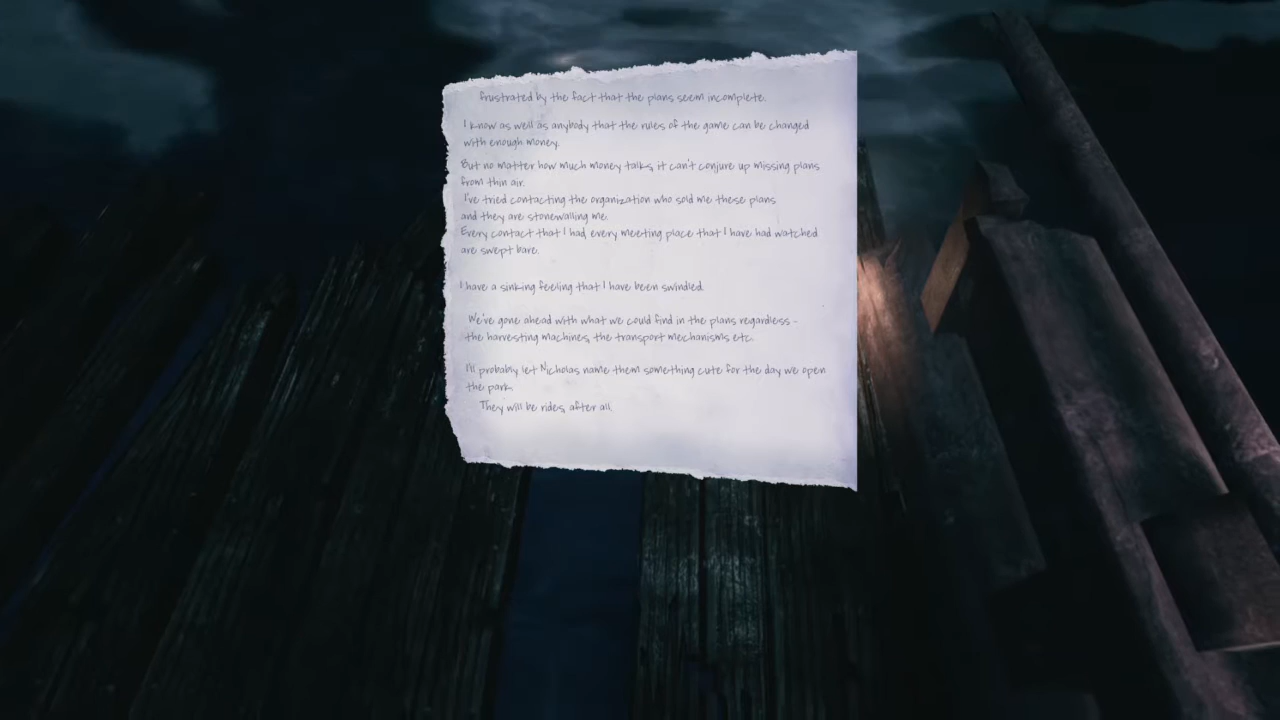 frustrated by the fact that the plans seem incomplete.
I know as well as anybody that the rules of the game can be changed
with enough money.
But no matter how much money talks, it can't conjure up missing plans
from thin air.
I've tried contacting the organization who sold me these plans
and they are stonewalling me.
Every contact that I had, every meeting place that I have had watched
are swept bare.
I have a sinking feeling that I have been swindled.
We've gone ahead with what we could find in the plans regardless -
the harvesting machines, the transport mechanisms etc.
I'll probably let Nicholas name them something cute for the day we open
the park.
They will be rides, after all.